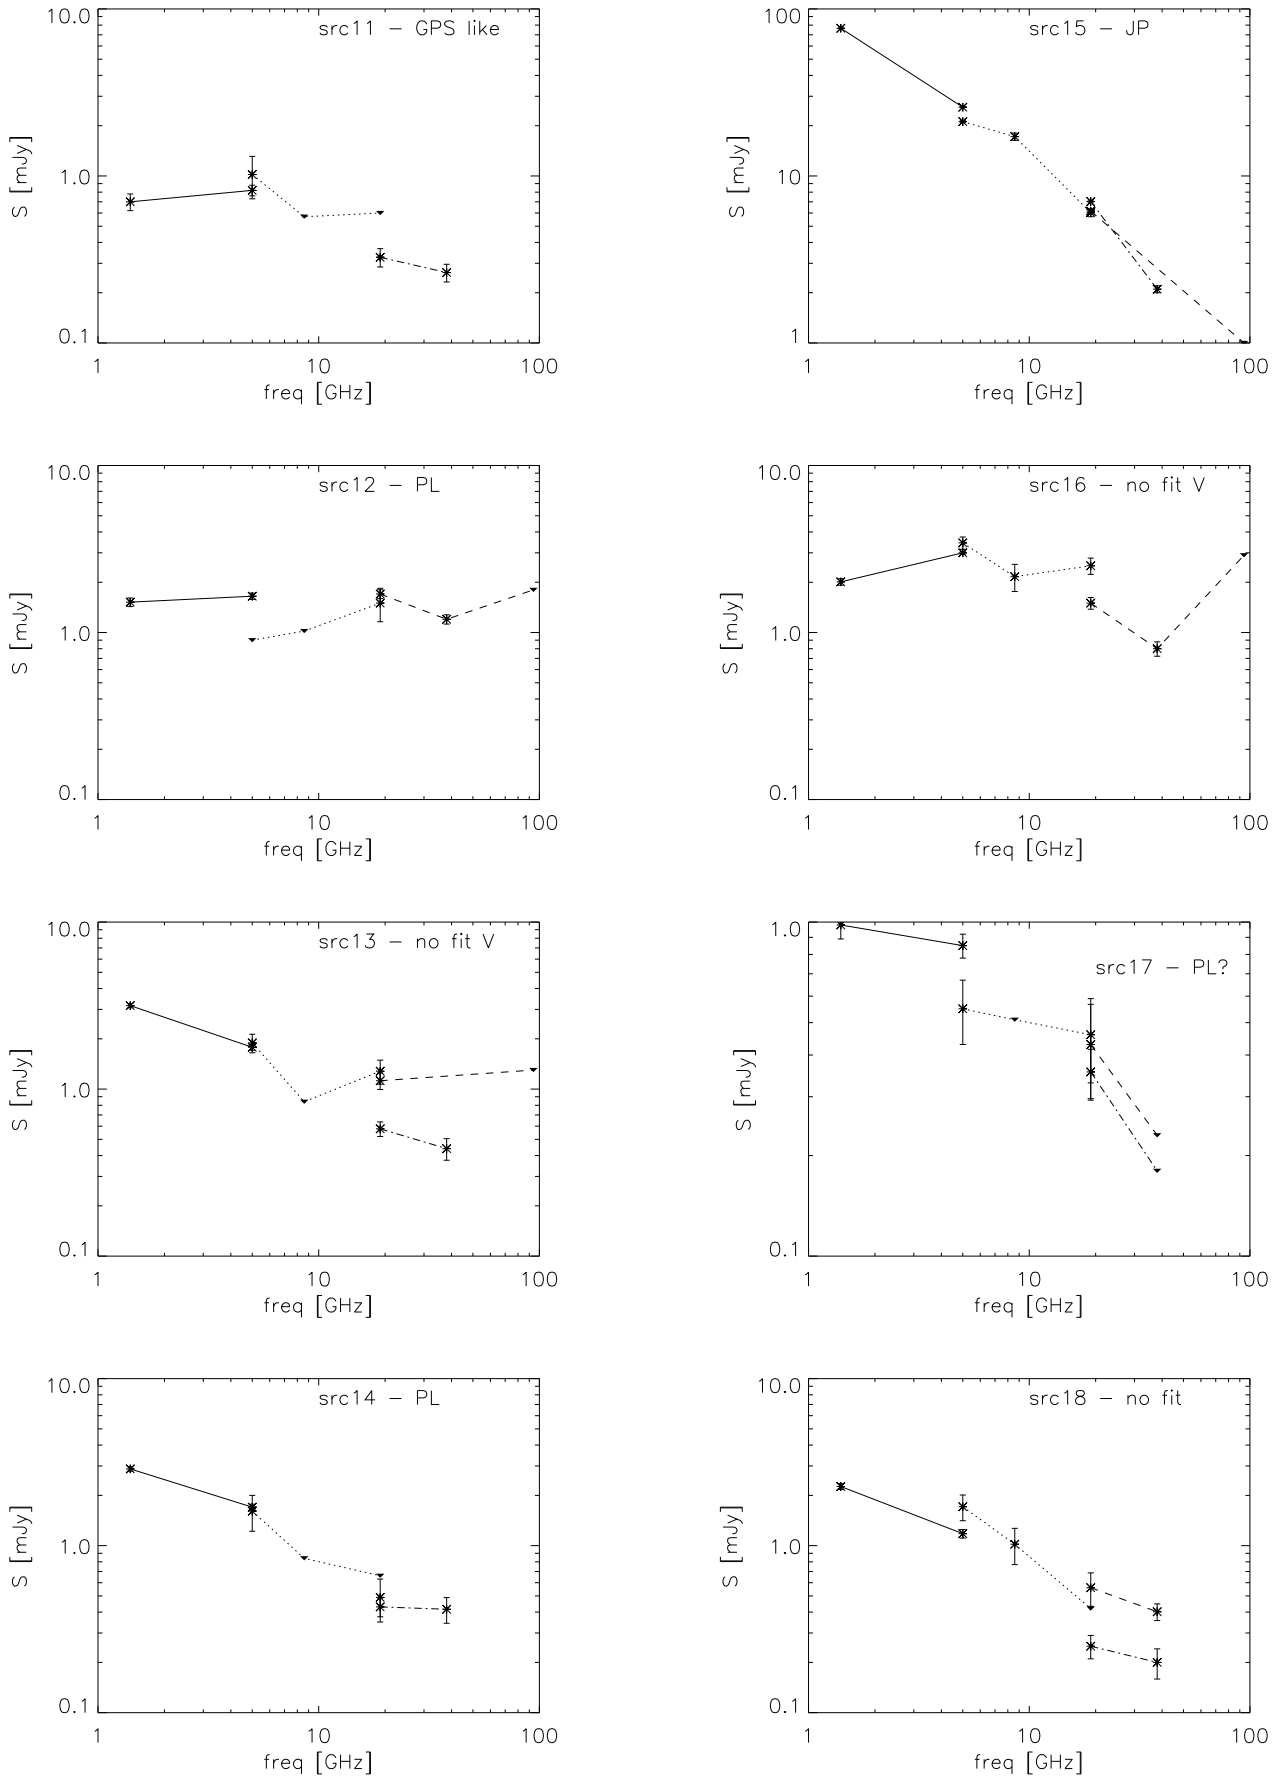 src11 – GPS like
10.0
1.0
0.1
S [mJy]
1 10 100
freq [GHz]
src15 – JP
100
10
1
S [mJy]
1 10 100
freq [GHz]
src12 – PL
10.0
1.0
0.1
S [mJy]
1 10 100
freq [GHz]
src16 – no fit V
10.0
1.0
0.1
S [mJy]
1 10 100
freq [GHz]
src13 – no fit V
10.0
1.0
0.1
S [mJy]
1 10 100
freq [GHz]
src17 – PL?
1.0
0.1
S [mJy]
1 10 100
freq [GHz]
src14 – PL
10.0
1.0
0.1
S [mJy]
1 10 100
freq [GHz]
src18 – no fit
10.0
1.0
0.1
S [mJy]
1 10 100
freq [GHz]